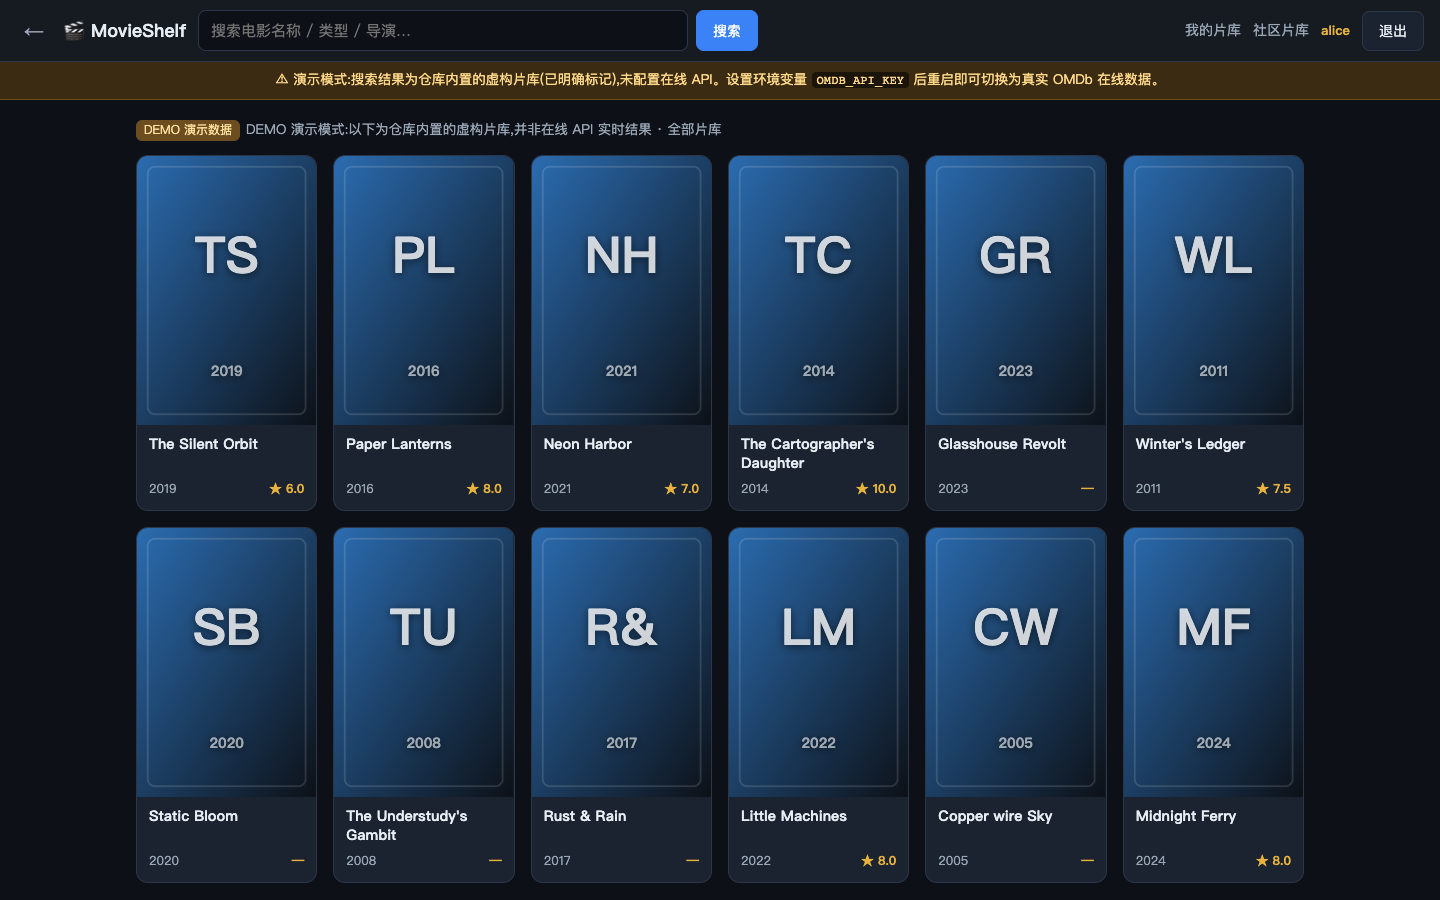 ← 🎬 MovieShelf 搜索电影名称 / 类型 / 导演... 搜索 我的片库 社区片库 alice 退出
⚠ 演示模式:搜索结果为仓库内置的虚构片库(已明确标记),未配置在线 API。设置环境变量 OMDB_API_KEY 后重启即可切换为真实 OMDb 在线数据。
DEMO 演示数据 DEMO 演示模式:以下为仓库内置的虚构片库,并非在线 API 实时结果 · 全部片库
TS
2019
The Silent Orbit
2019 ★ 6.0
PL
2016
Paper Lanterns
2016 ★ 8.0
NH
2021
Neon Harbor
2021 ★ 7.0
TC
2014
The Cartographer's
Daughter
2014 ★ 10.0
GR
2023
Glasshouse Revolt
2023 —
WL
2011
Winter's Ledger
2011 ★ 7.5
SB
2020
Static Bloom
2020 —
TU
2008
The Understudy's
Gambit
2008 —
R&
2017
Rust & Rain
2017 —
LM
2022
Little Machines
2022 ★ 8.0
CW
2005
Copper wire Sky
2005 —
MF
2024
Midnight Ferry
2024 ★ 8.0